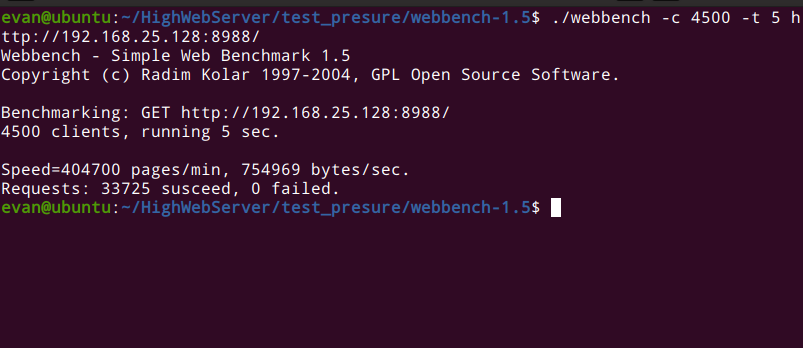 evan@ubuntu:~/HighWebServer/test_presure/webbench-1.5$ ./webbench -c 4500 -t 5 h
ttp://192.168.25.128:8988/
Webbench - Simple Web Benchmark 1.5
Copyright (c) Radim Kolar 1997-2004, GPL Open Source Software.
Benchmarking: GET http://192.168.25.128:8988/
4500 clients, running 5 sec.
Speed=404700 pages/min, 754969 bytes/sec.
Requests: 33725 susceed, 0 failed.
evan@ubuntu:~/HighWebServer/test_presure/webbench-1.5$